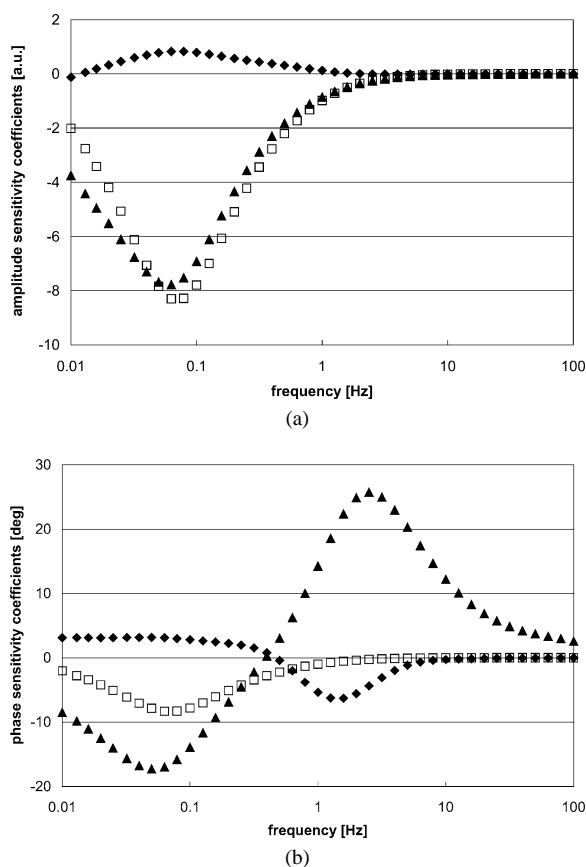 2
0
-2
-4
-6
-8
-10
amplitude sensitivity coefficients [a.u.]
0.01 0.1 1 10 100
frequency [Hz]
(a)
30
20
10
0
-10
-20
phase sensitivity coefficients [deg]
0.01 0.1 1 10 100
frequency [Hz]
(b)